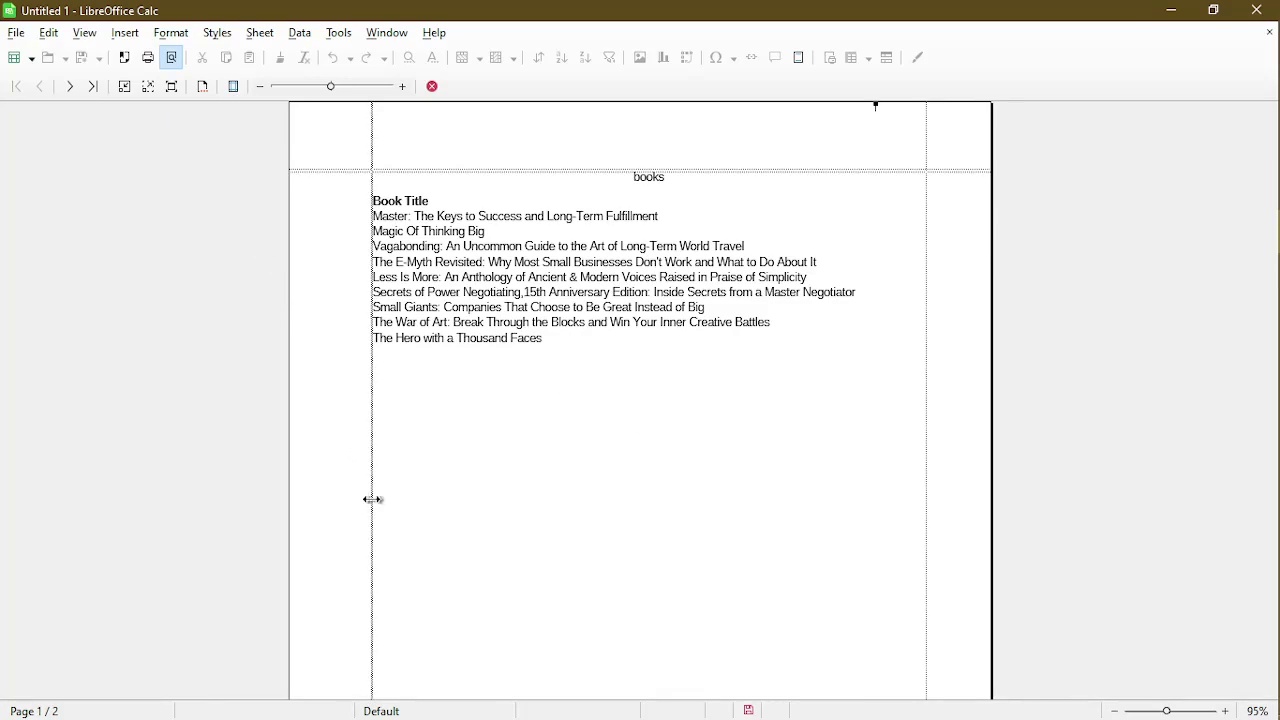 Untitled 1 - LibreOffice Calc
File Edit View Insert Format Styles Sheet Data Tools Window Help
books
Book Title
Master: The Keys to Success and Long-Term Fulfillment
Magic Of Thinking Big
Vagabonding: An Uncommon Guide to the Art of Long-Term World Travel
The E-Myth Revisited: Why Most Small Businesses Don't Work and What to Do About It
Less Is More: An Anthology of Ancient & Modern Voices Raised in Praise of Simplicity
Secrets of Power Negotiating,15th Anniversary Edition: Inside Secrets from a Master Negotiator
Small Giants: Companies That Choose to Be Great Instead of Big
The War of Art: Break Through the Blocks and Win Your Inner Creative Battles
The Hero with a Thousand Faces
Page 1 / 2 Default 95%